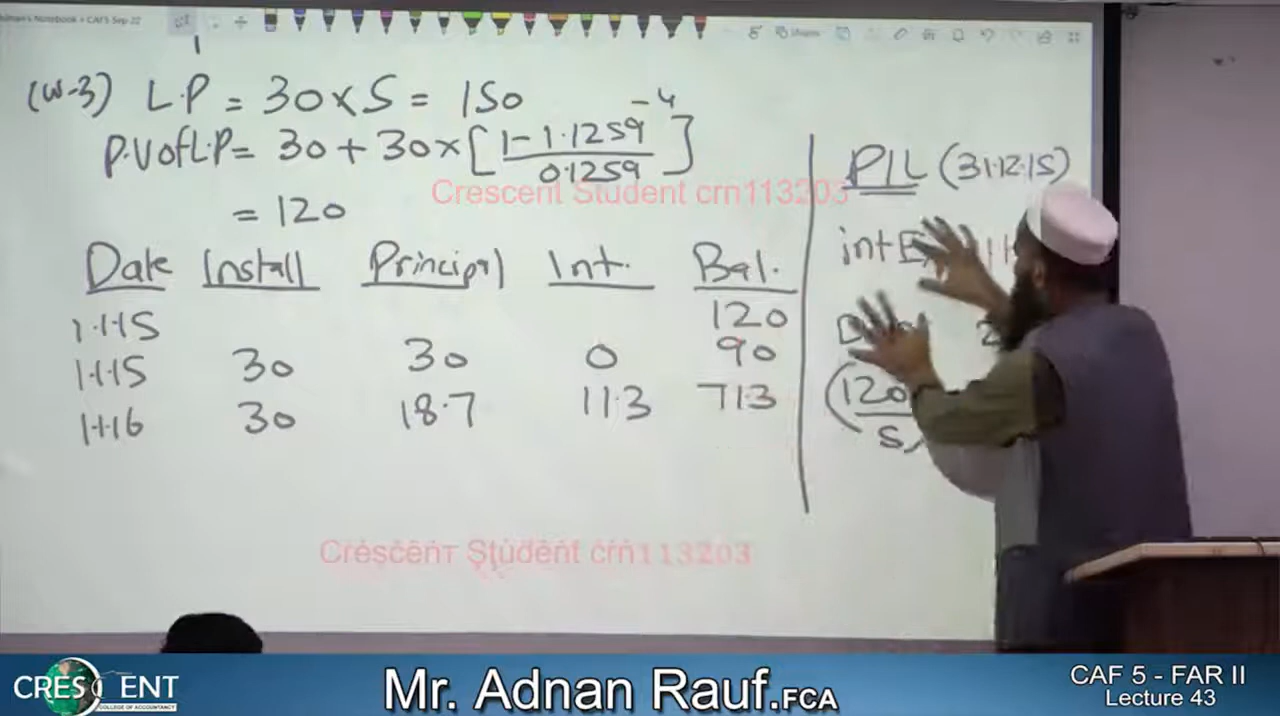 (W-3) L.P = 30 x 5 = 150
P.V of L.P = 30 + 30 x [1 - 1.1259^-4 / 0.1259]
= 120
Crescent Student crn113203
Date Install Principal Int. Bal.
1.1.15 120
1.1.15 30 30 0 90
1.1.16 30 18.7 11.3 71.3
P/L (31.12.15)
int
(120
5
Crescent Student crn113203
CRESCENT
COLLEGE OF ACCOUNTANCY
Mr. Adnan Rauf.FCA
CAF 5 - FAR II
Lecture 43